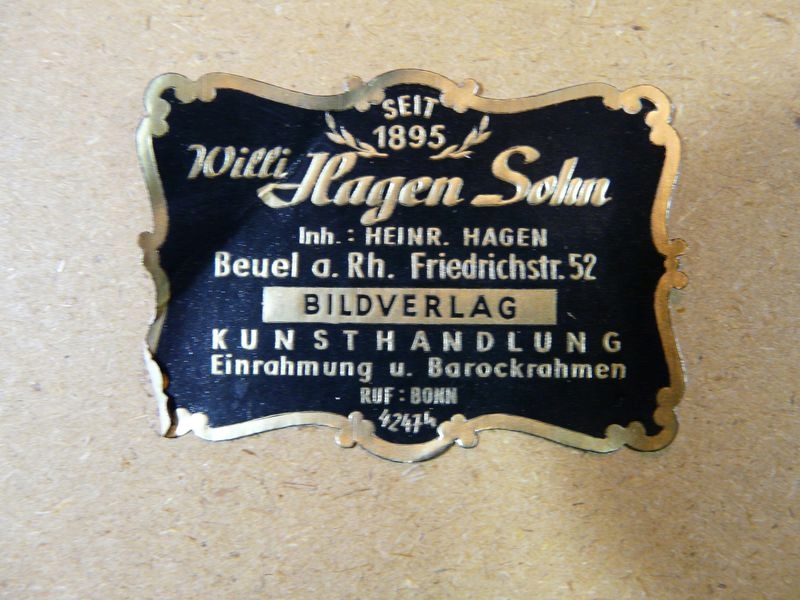 SEIT
1895
Willi Hagen Sohn
Inh.: HEINR. HAGEN
Beuel a. Rh. Friedrichstr. 52
BILDVERLAG
KUNSTHANDLUNG
Einrahmung u. Barockrahmen
RUF: BONN
42474